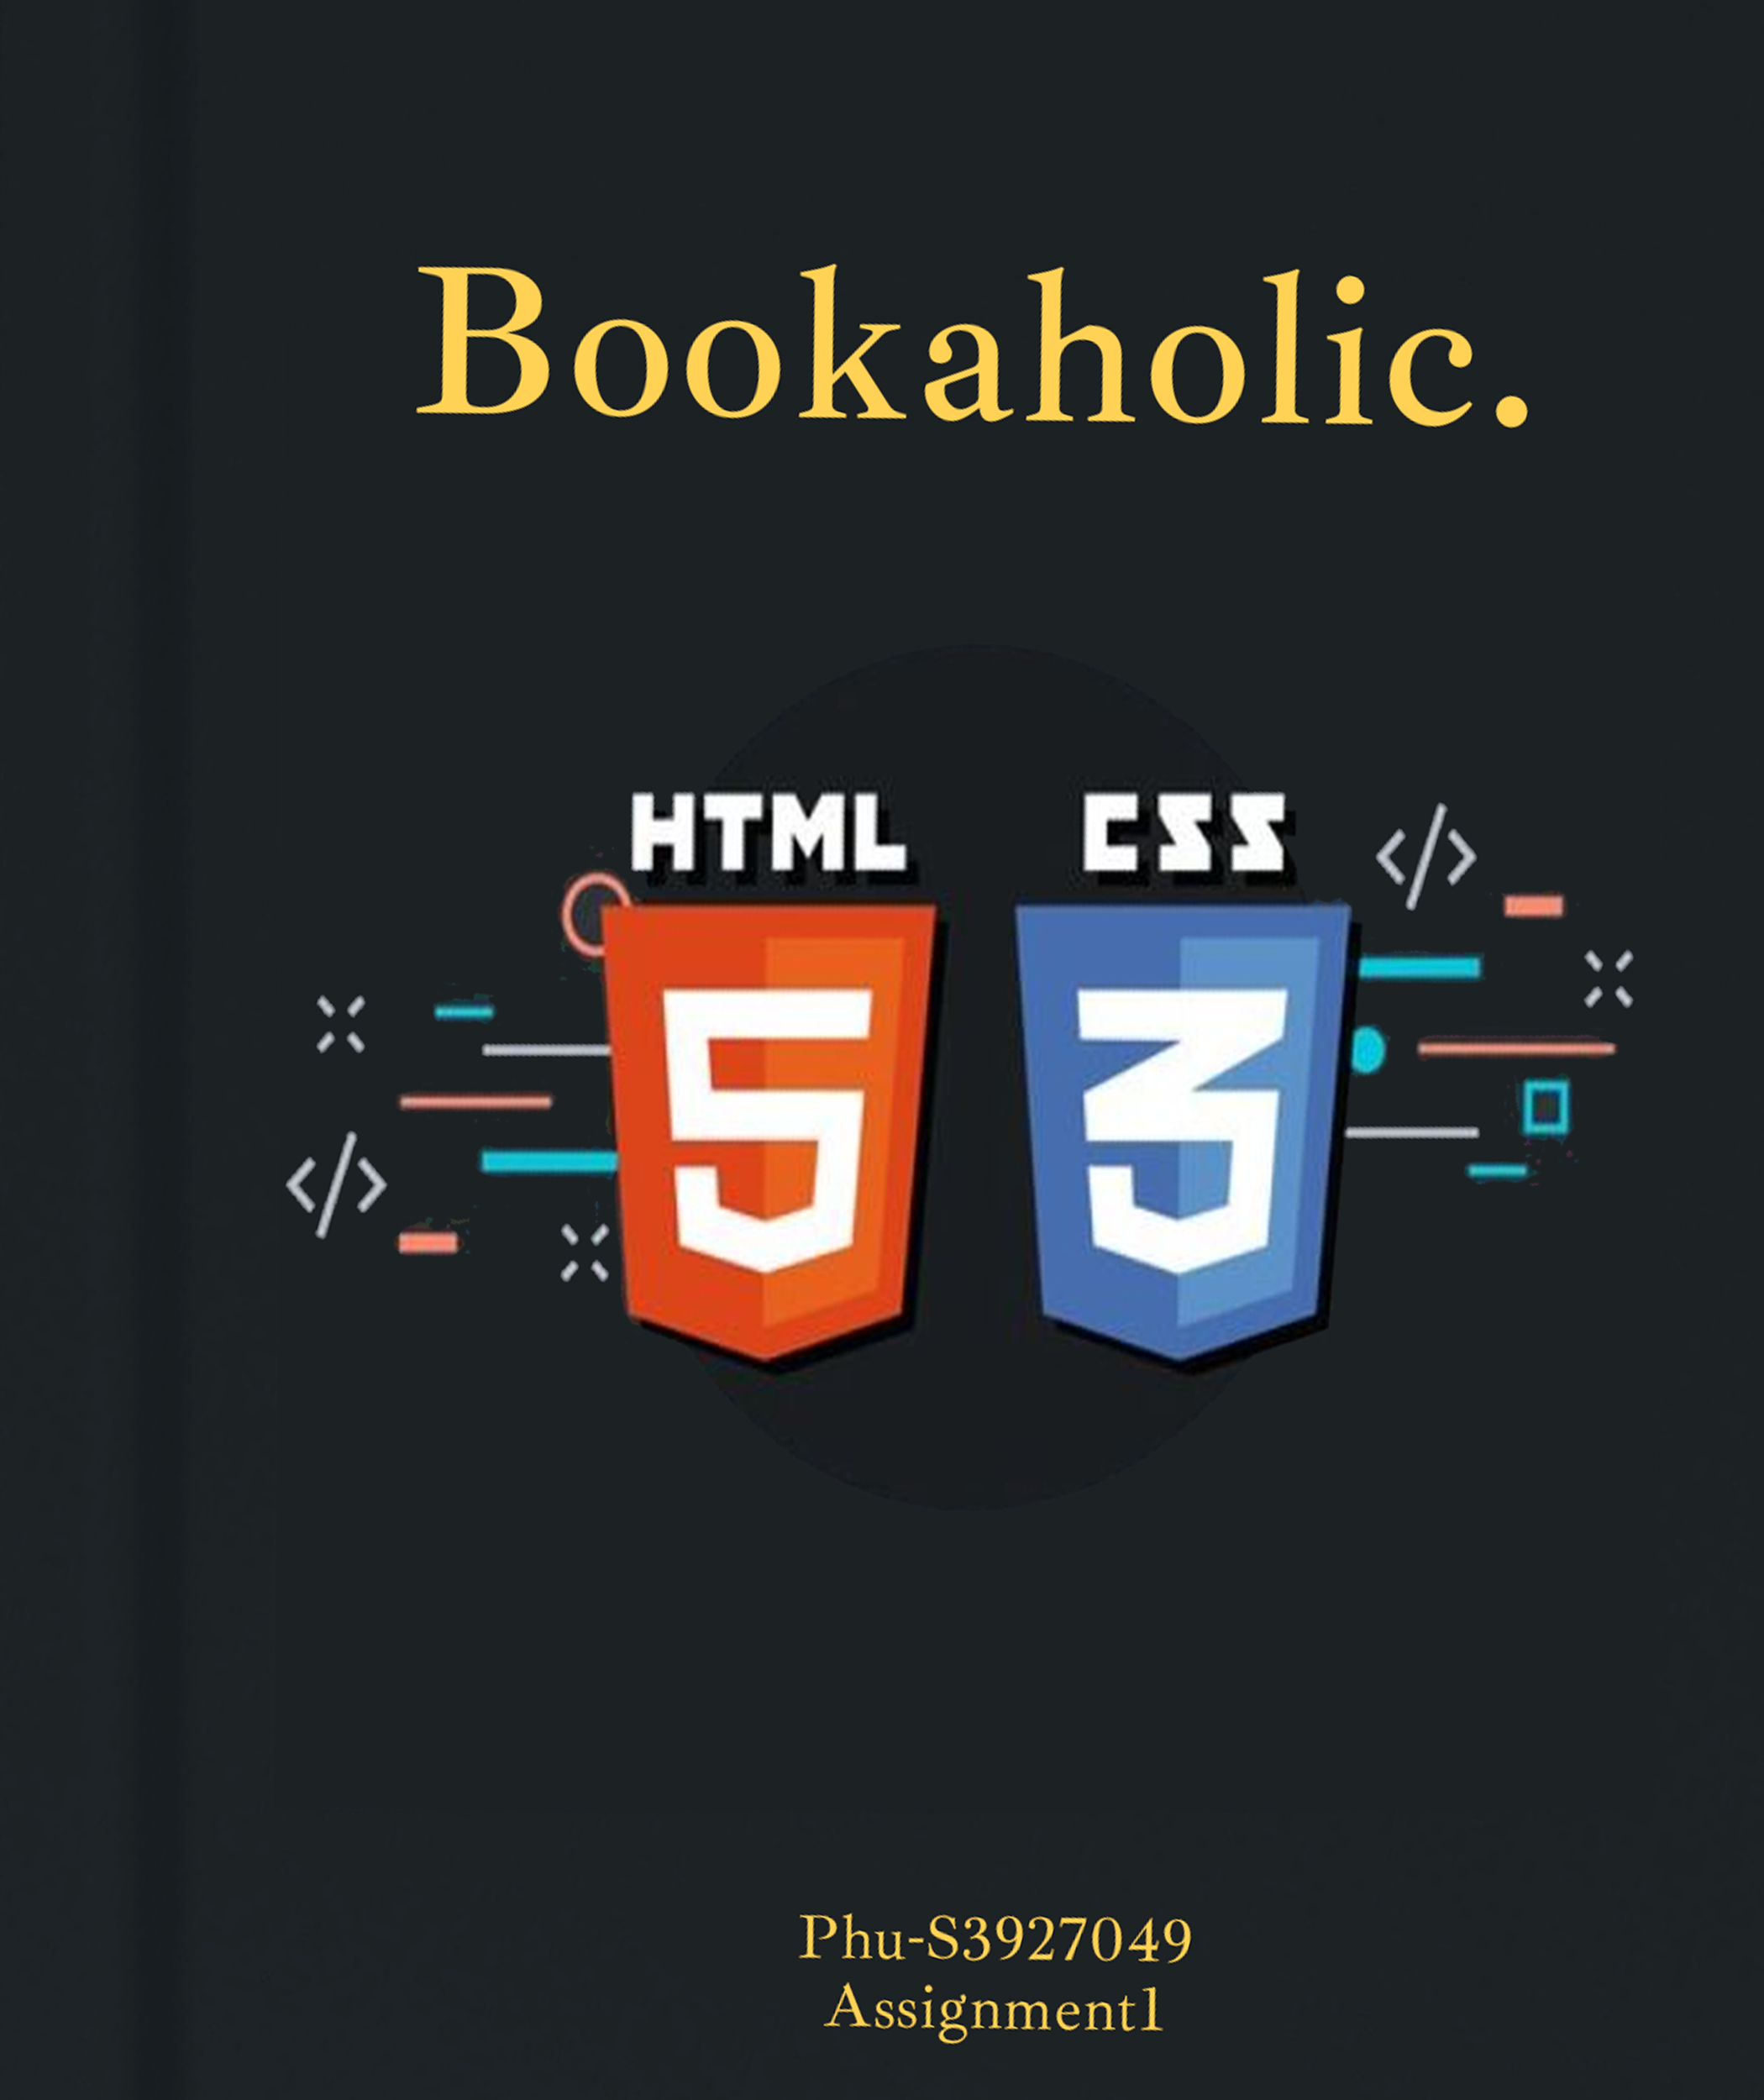 Bookaholic.
HTML CSS
5 3
</>
</>
Phu-S3927049
Assignment1